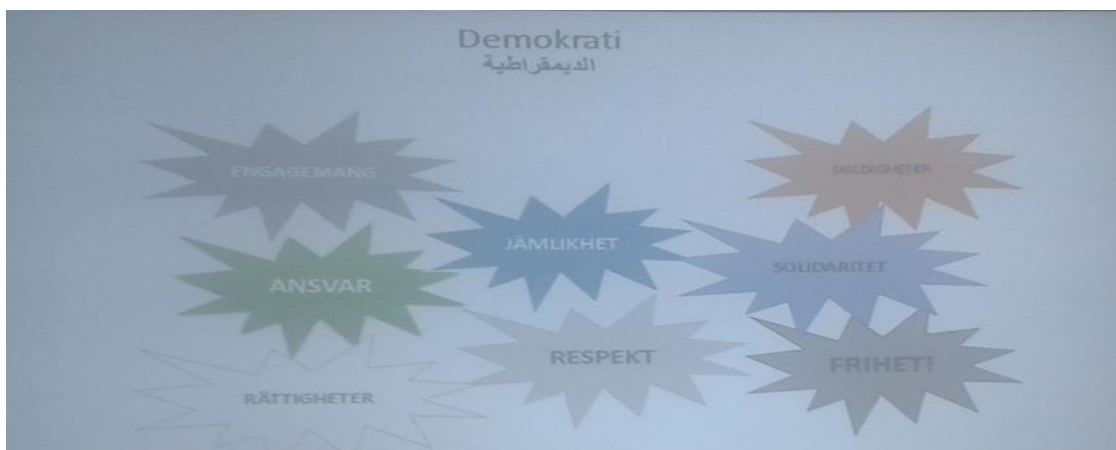 Demokrati
الديمقراطية
ENGAGEMANG
JÄMLIKHET
SOLIDARITET
ANSVAR
RESPEKT
FRIHET!
RÄTTIGHETER